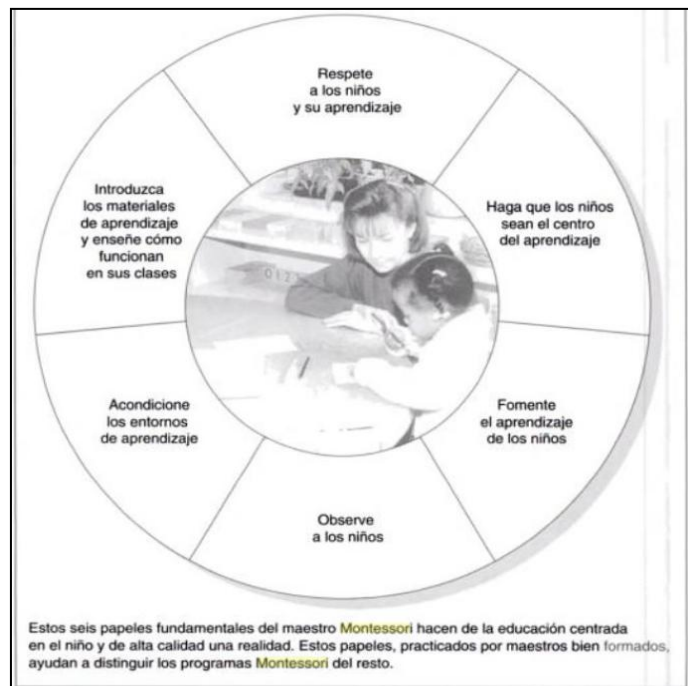 Respete
a los niños
y su aprendizaje
Haga que los niños
sean el centro
del aprendizaje
Fomente
el aprendizaje
de los niños
Observe
a los niños
Acondicione
los entornos
de aprendizaje
Introduzca
los materiales
de aprendizaje
y enseñe cómo
funcionan
en sus clases
Estos seis papeles fundamentales del maestro Montessori hacen de la educación centrada
en el niño y de alta calidad una realidad. Estos papeles, practicados por maestros bien formados,
ayudan a distinguir los programas Montessori del resto.